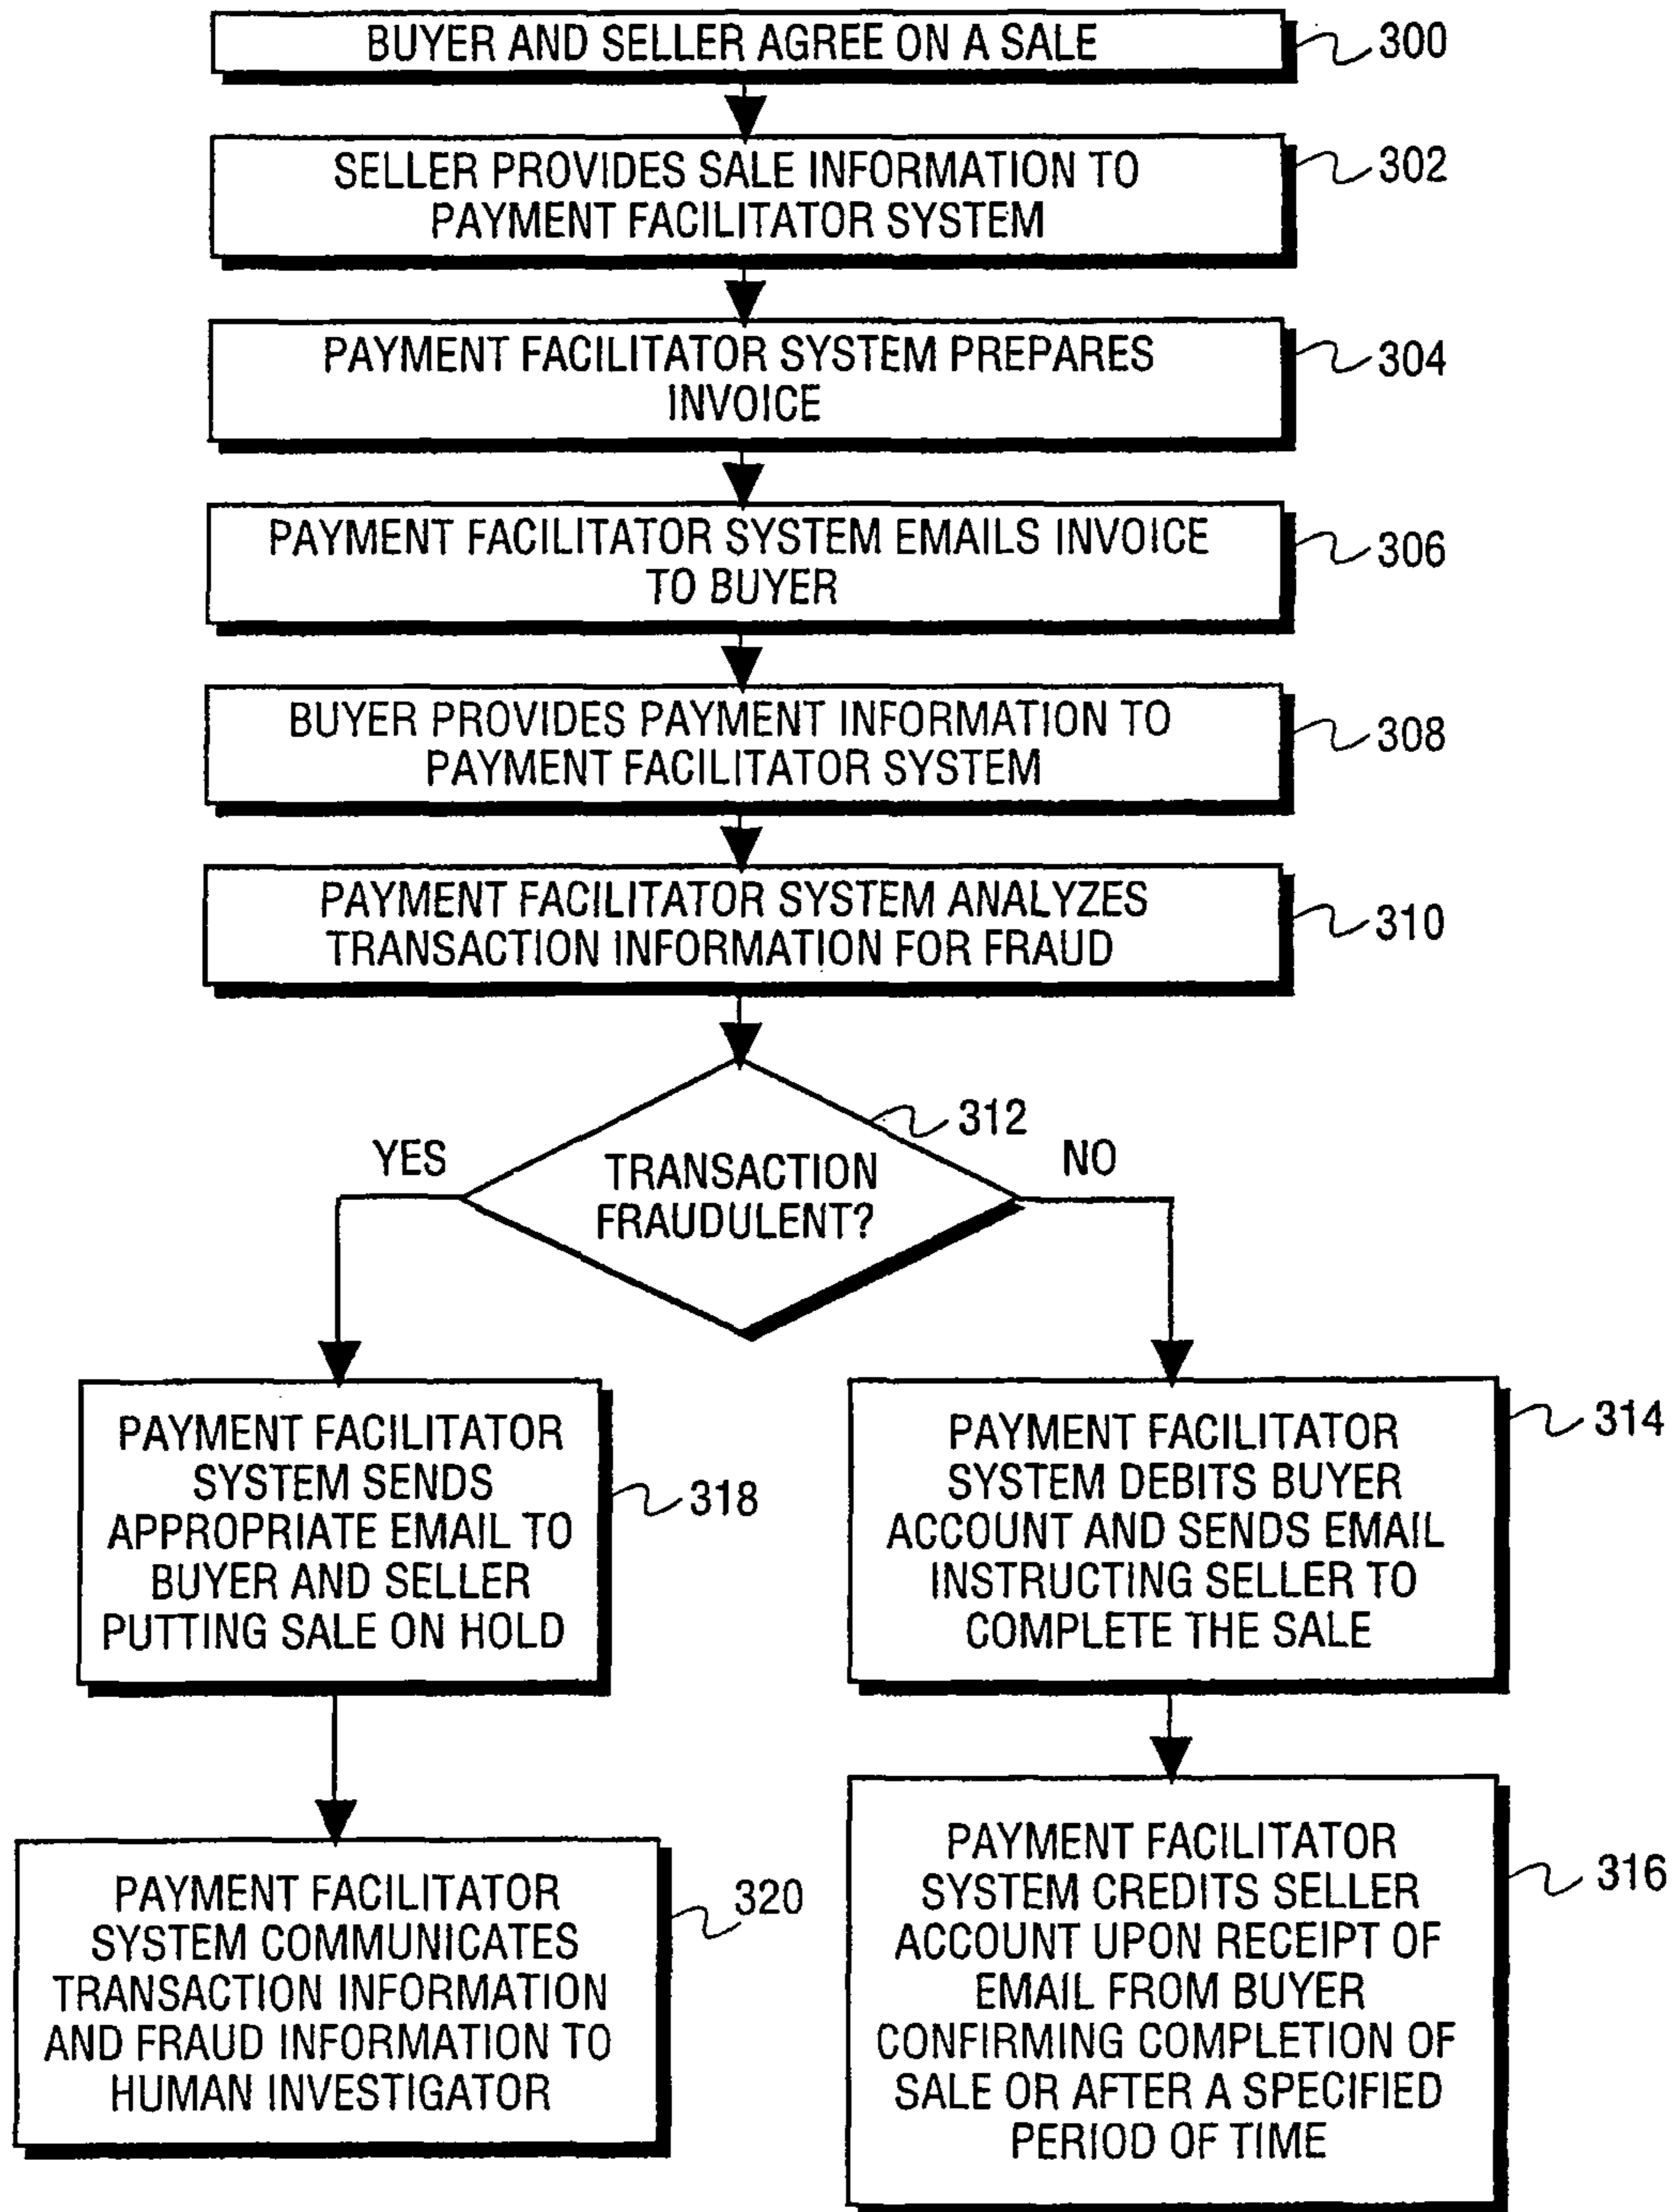 BUYER AND SELLER AGREE ON A SALE
300
SELLER PROVIDES SALE INFORMATION TO
PAYMENT FACILITATOR SYSTEM
302
PAYMENT FACILITATOR SYSTEM PREPARES
INVOICE
304
PAYMENT FACILITATOR SYSTEM EMAILS INVOICE
TO BUYER
306
BUYER PROVIDES PAYMENT INFORMATION TO
PAYMENT FACILITATOR SYSTEM
308
PAYMENT FACILITATOR SYSTEM ANALYZES
TRANSACTION INFORMATION FOR FRAUD
310
312
YES
TRANSACTION
FRAUDULENT?
NO
PAYMENT FACILITATOR
SYSTEM SENDS
APPROPRIATE EMAIL TO
BUYER AND SELLER
PUTTING SALE ON HOLD
318
PAYMENT FACILITATOR
SYSTEM DEBITS BUYER
ACCOUNT AND SENDS EMAIL
INSTRUCTING SELLER TO
COMPLETE THE SALE
314
PAYMENT FACILITATOR
SYSTEM COMMUNICATES
TRANSACTION INFORMATION
AND FRAUD INFORMATION TO
HUMAN INVESTIGATOR
320
PAYMENT FACILITATOR
SYSTEM CREDITS SELLER
ACCOUNT UPON RECEIPT OF
EMAIL FROM BUYER
CONFIRMING COMPLETION OF
SALE OR AFTER A SPECIFIED
PERIOD OF TIME
316